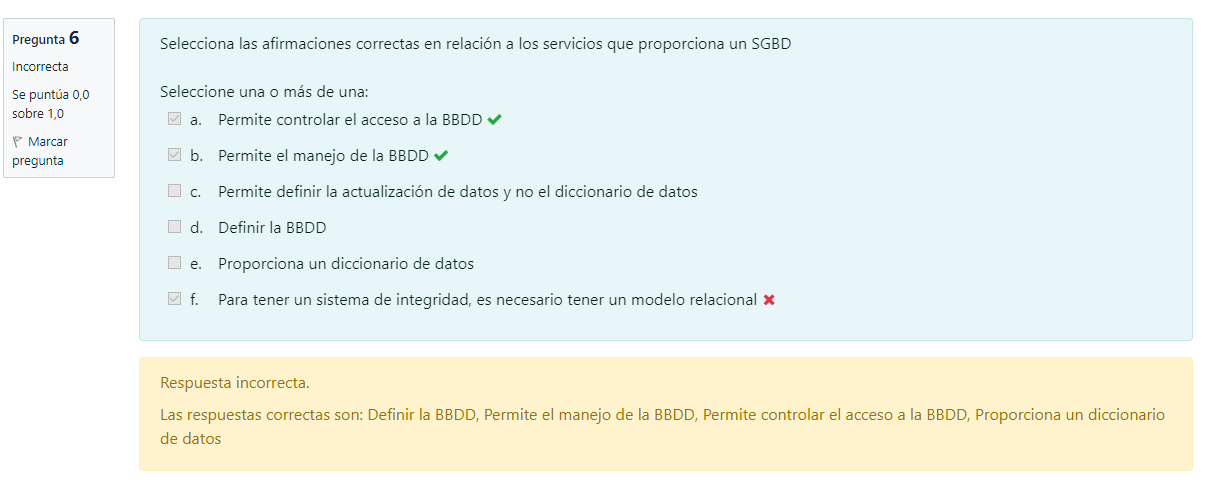 Pregunta 6
Incorrecta
Se puntúa 0,0
sobre 1,0
Marcar
pregunta
Selecciona las afirmaciones correctas en relación a los servicios que proporciona un SGBD
Seleccione una o más de una:
a. Permite controlar el acceso a la BBDD
b. Permite el manejo de la BBDD
c. Permite definir la actualización de datos y no el diccionario de datos
d. Definir la BBDD
e. Proporciona un diccionario de datos
f. Para tener un sistema de integridad, es necesario tener un modelo relacional
Respuesta incorrecta.
Las respuestas correctas son: Definir la BBDD, Permite el manejo de la BBDD, Permite controlar el acceso a la BBDD, Proporciona un diccionario
de datos